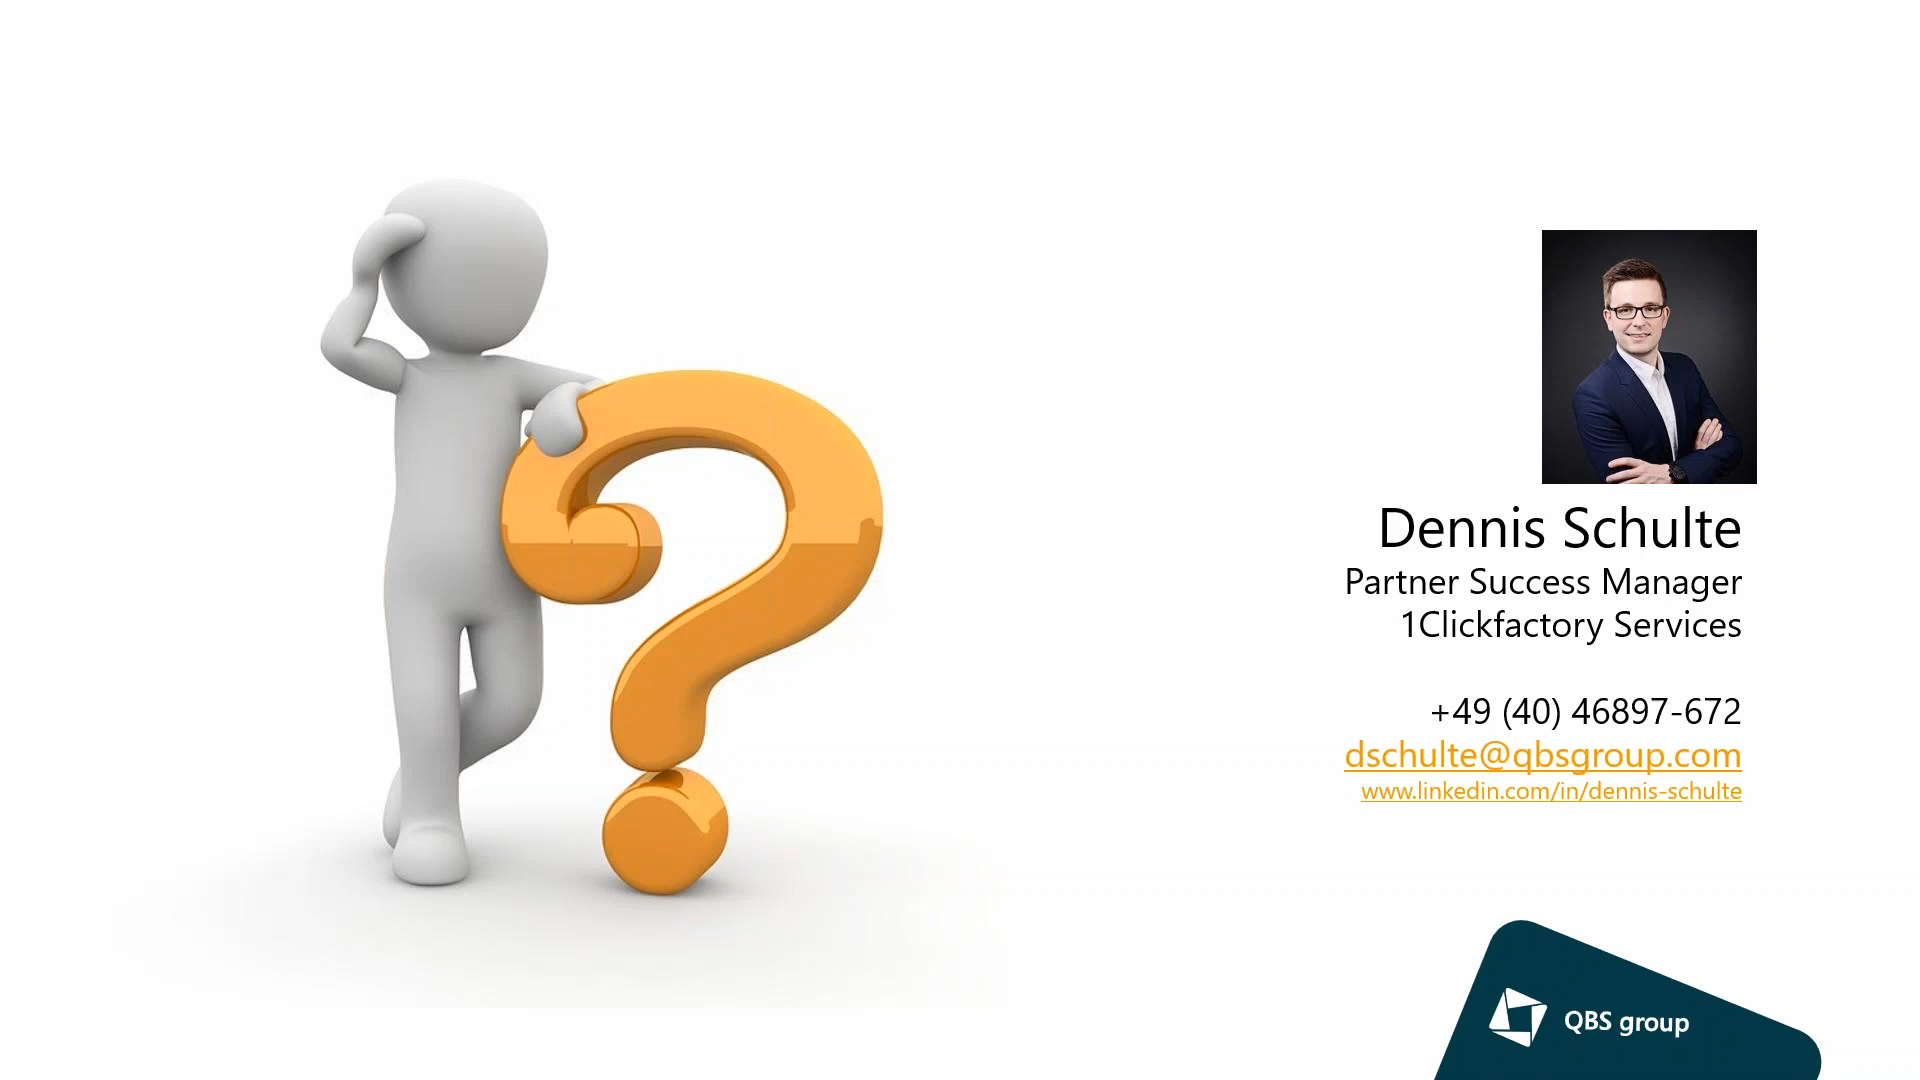 Dennis Schulte
Partner Success Manager
1Clickfactory Services
+49 (40) 46897-672
dschulte@qbsgroup.com
www.linkedin.com/in/dennis-schulte
QBS group